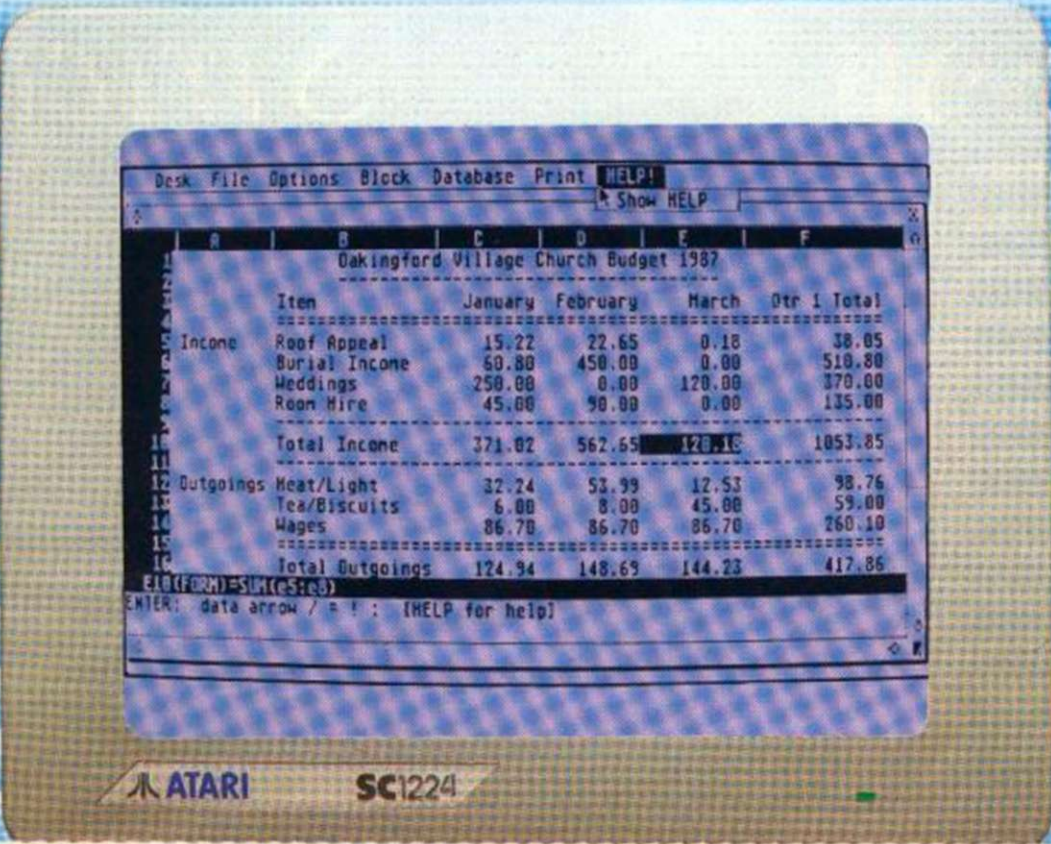 Desk File Options Block Database Print HELP!
Show HELP
A B C D E F
Oakingford Village Church Budget 1987
Item January February March Qtr 1 Total
Income Roof Appeal 15.22 22.65 0.18 38.05
Burial Income 60.80 450.00 0.00 510.80
Weddings 250.00 0.00 120.00 370.00
Room Hire 45.00 90.00 0.00 135.00
Total Income 371.02 562.65 120.18 1053.85
Outgoings Heat/Light 32.24 53.99 12.53 98.76
Tea/Biscuits 6.00 8.00 45.00 59.00
Wages 86.70 86.70 86.70 260.10
Total Outgoings 124.94 148.69 144.23 417.86
E10(FORM)=SUM(e5:e8)
ENTER: data arrow / = ! : [HELP for help]
ATARI SC1224